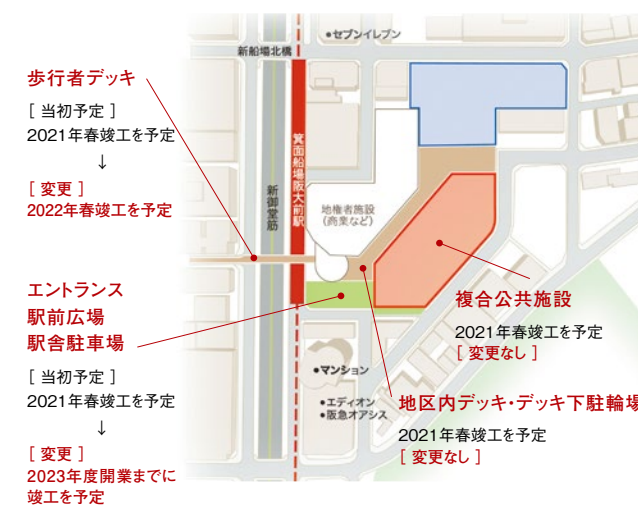 ●セブンイレブン
新船場北橋
歩行者デッキ
[ 当初予定 ]
2021年春竣工を予定
↓
[ 変更 ]
2022年春竣工を予定
箕面船場阪大前駅
新御堂筋
地権者施設
(商業など)
エントランス
駅前広場
駅舎駐車場
[ 当初予定 ]
2021年春竣工を予定
↓
[ 変更 ]
2023年度開業までに
竣工を予定
複合公共施設
2021年春竣工を予定
[ 変更なし ]
●マンション
●エディオン
●阪急オアシス
地区内デッキ・デッキ下駐輪場
2021年春竣工を予定
[ 変更なし ]